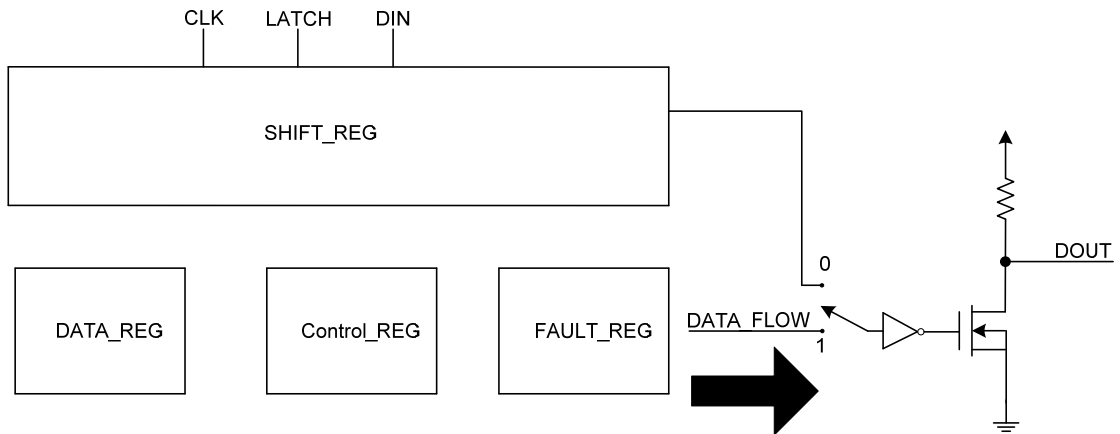 CLK
LATCH
DIN
SHIFT_REG
DATA_REG
Control_REG
FAULT_REG
DATA_FLOW
0
1
DOUT